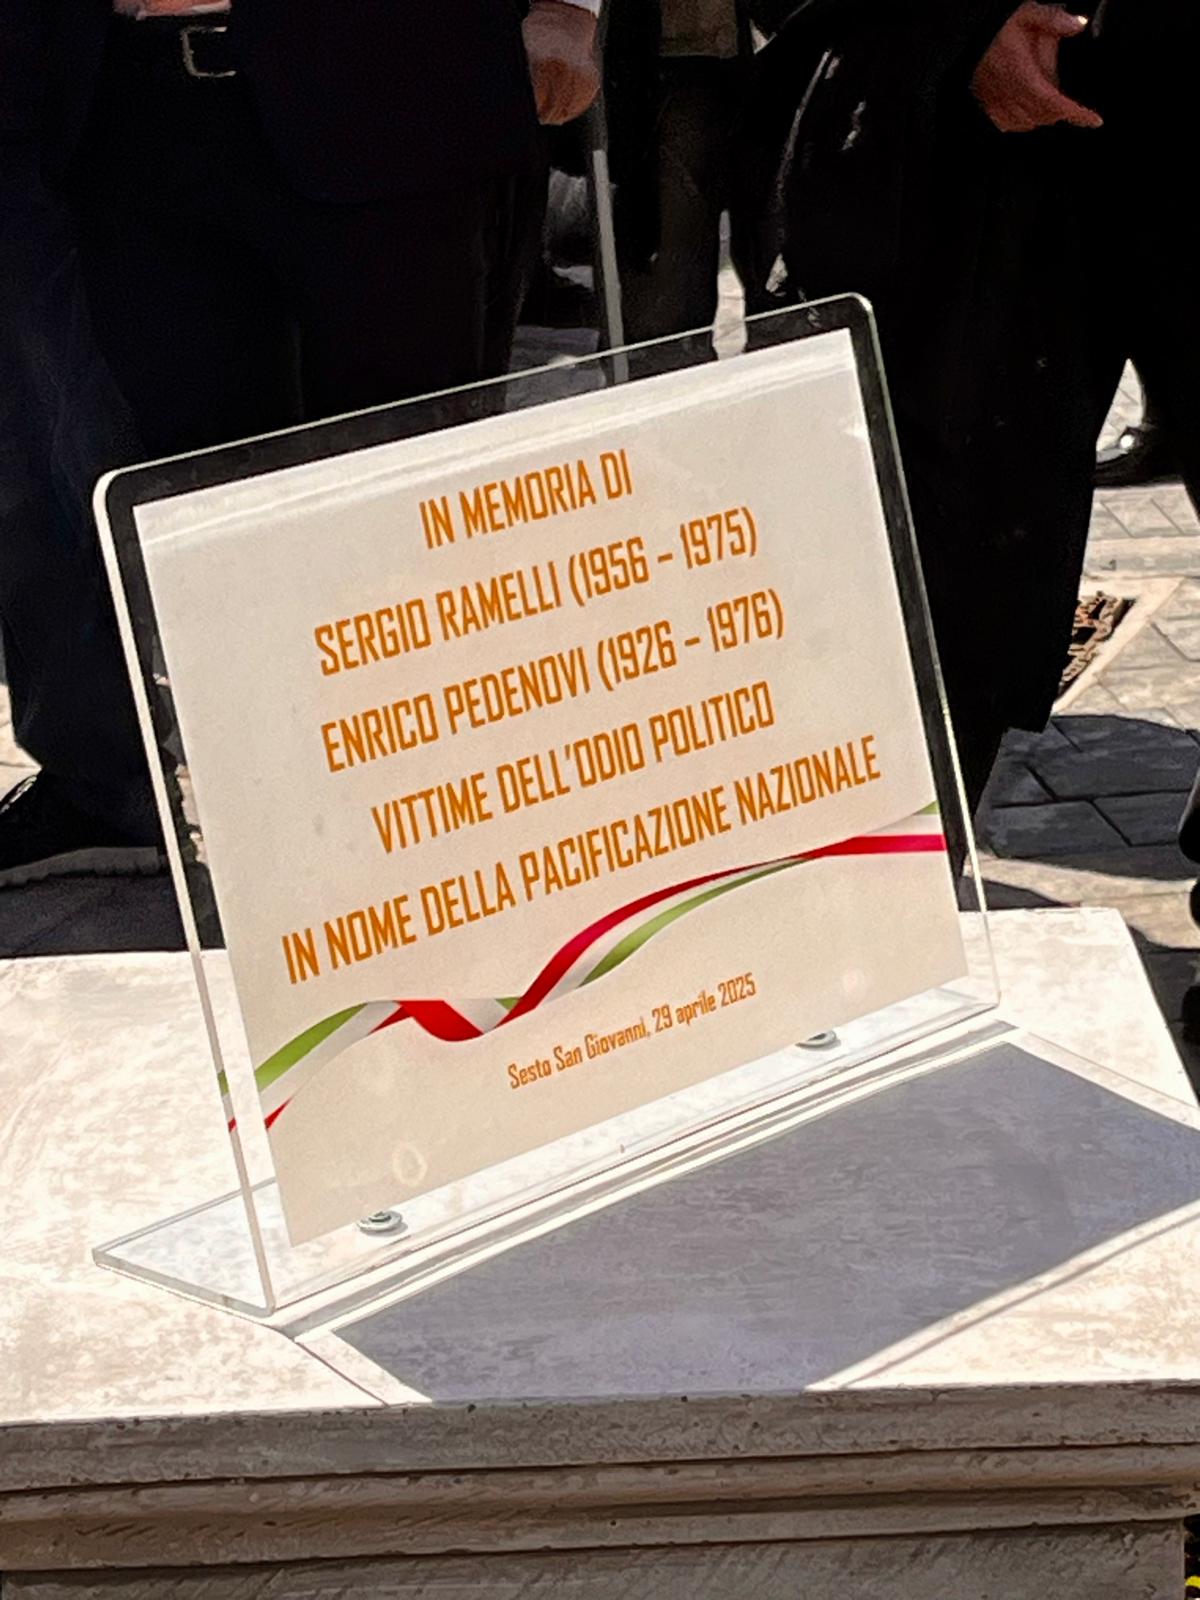 IN MEMORIA DI
SERGIO RAMELLI (1956 – 1975)
ENRICO PEDENOVI (1926 – 1976)
VITTIME DELL'ODIO POLITICO
IN NOME DELLA PACIFICAZIONE NAZIONALE
Sesto San Giovanni, 29 aprile 2025